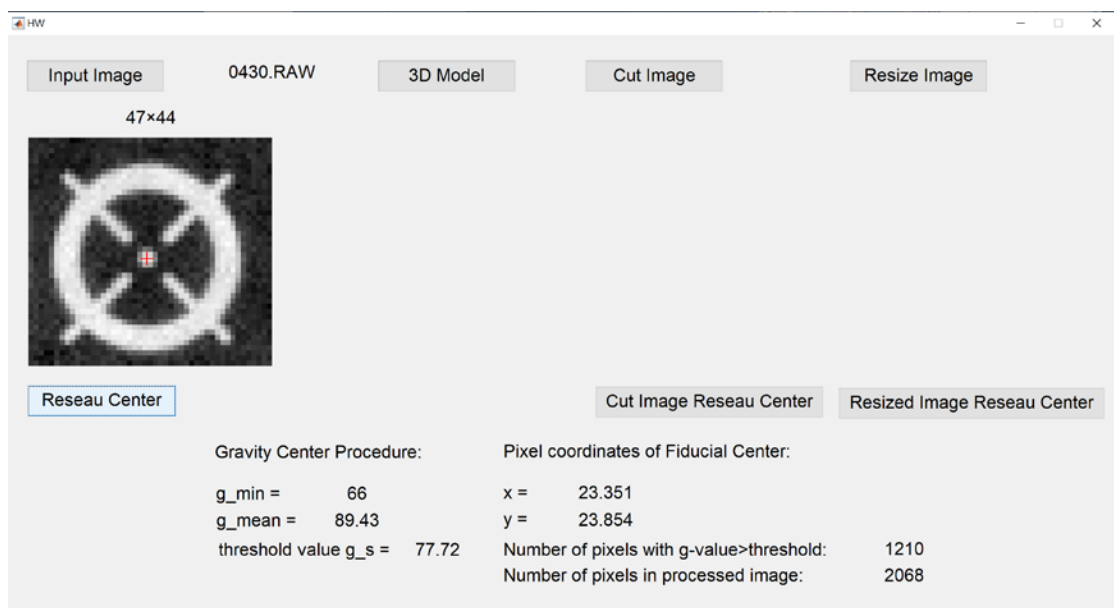 HW
Input Image 0430.RAW 3D Model Cut Image Resize Image
47×44
Reseau Center Cut Image Reseau Center Resized Image Reseau Center
Gravity Center Procedure: Pixel coordinates of Fiducial Center:
g_min = 66 x = 23.351
g_mean = 89.43 y = 23.854
threshold value g_s = 77.72 Number of pixels with g-value>threshold: 1210
Number of pixels in processed image: 2068